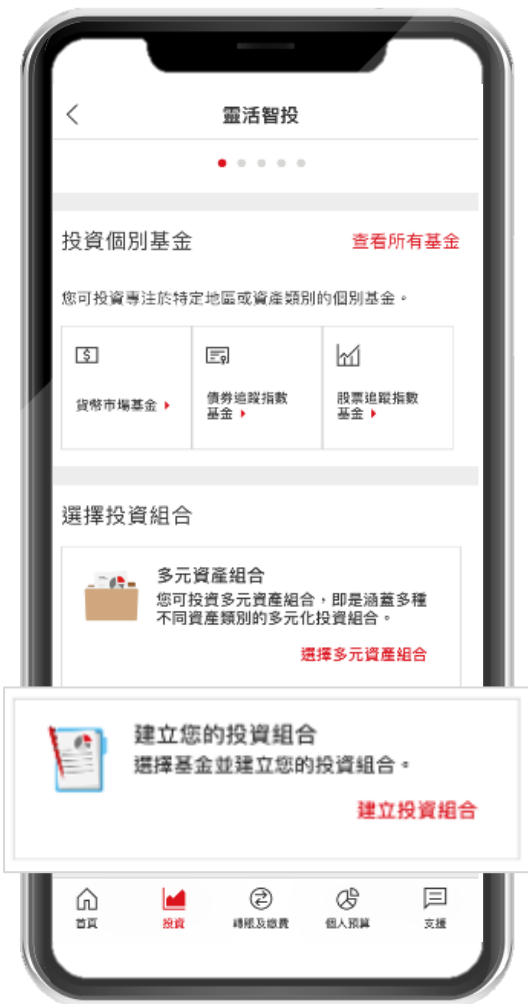 靈活智投
投資個別基金
查看所有基金
您可投資專注於特定地區或資產類別的個別基金。
貨幣市場基金
債券追蹤指數
基金
股票追蹤指數
基金
選擇投資組合
多元資產組合
您可投資多元資產組合，即是涵蓋多種
不同資產類別的多元化投資組合。
選擇多元資產組合
建立您的投資組合
選擇基金並建立您的投資組合。
建立投資組合
首頁
投資
轉賬及繳費
個人預算
支援